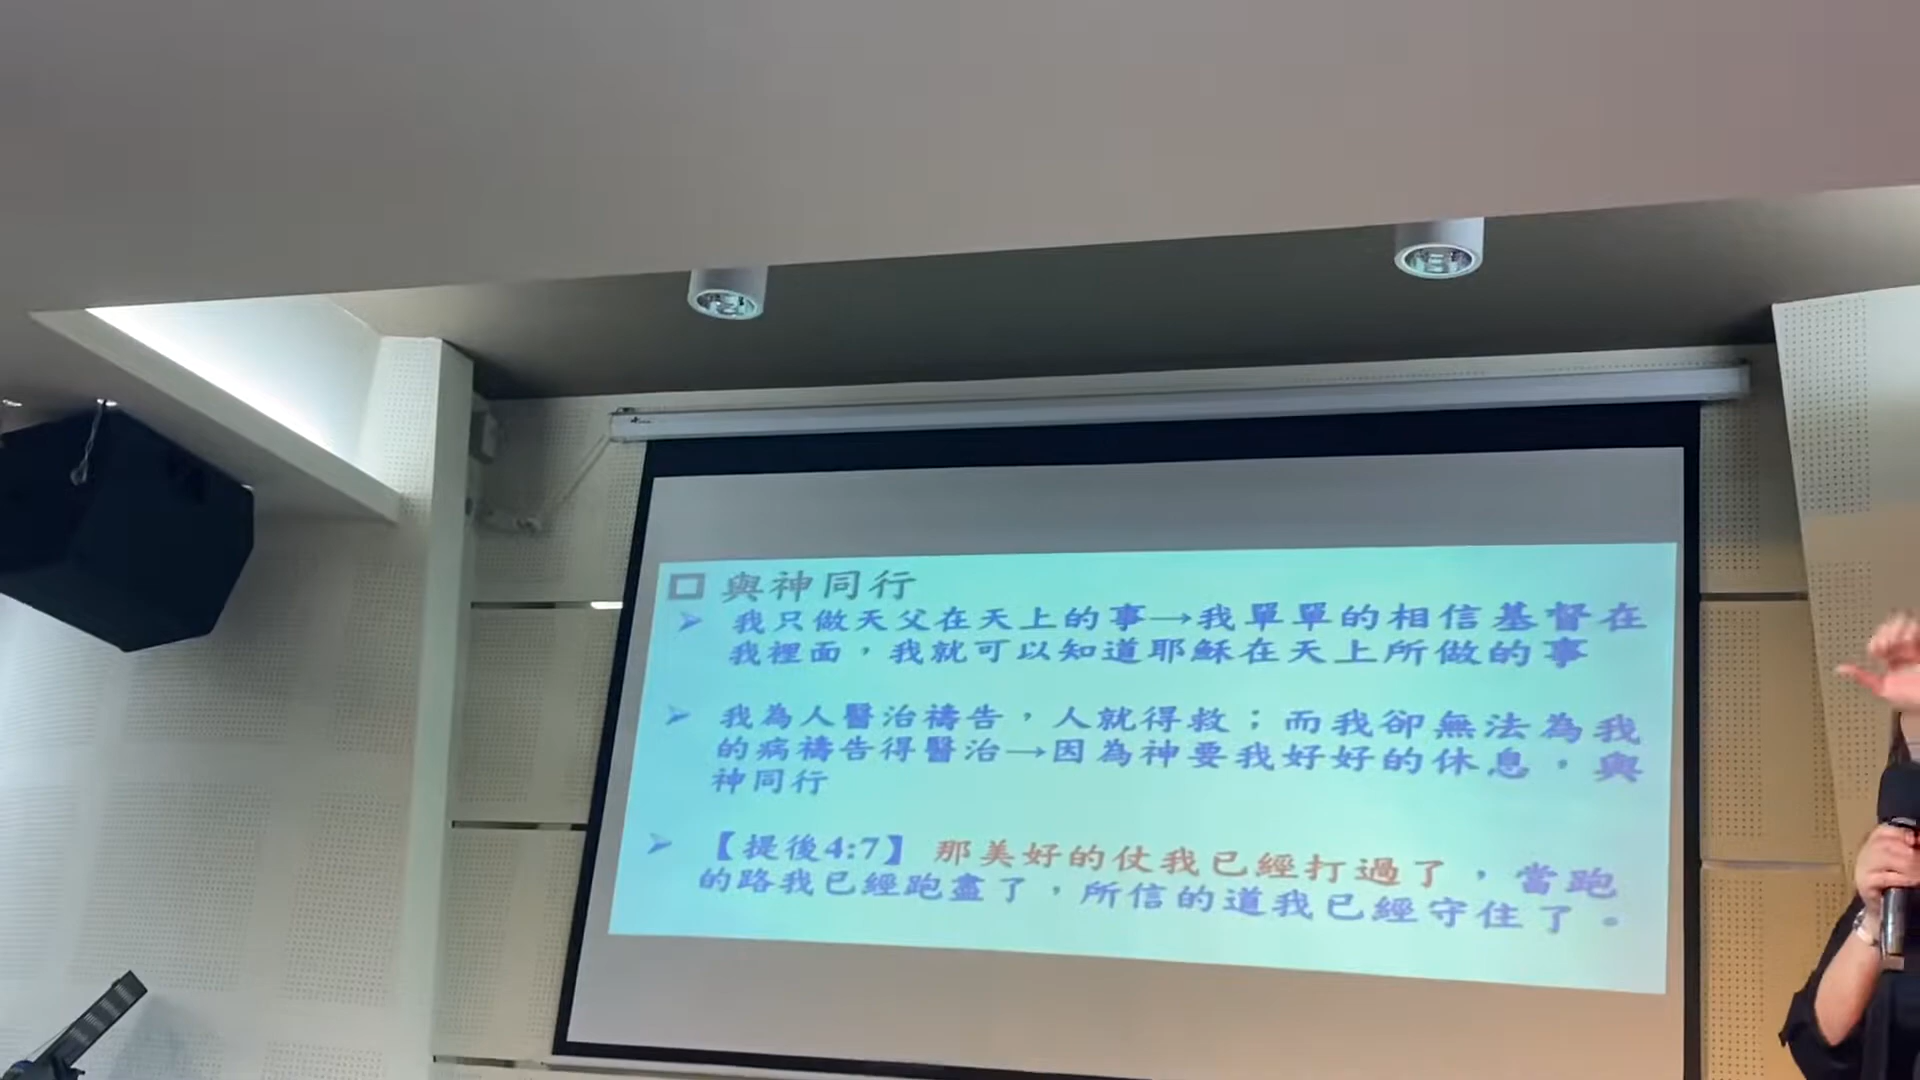 與神同行
我只做天父在天上的事→我單單的相信基督在
我裡面，我就可以知道耶穌在天上所做的事
我為人醫治禱告，人就得救；而我卻無法為我
的病禱告得醫治→因為神要我好好的休息，與
神同行
【提後4:7】那美好的仗我已經打過了，當跑
的路我已經跑盡了，所信的道我已經守住了。